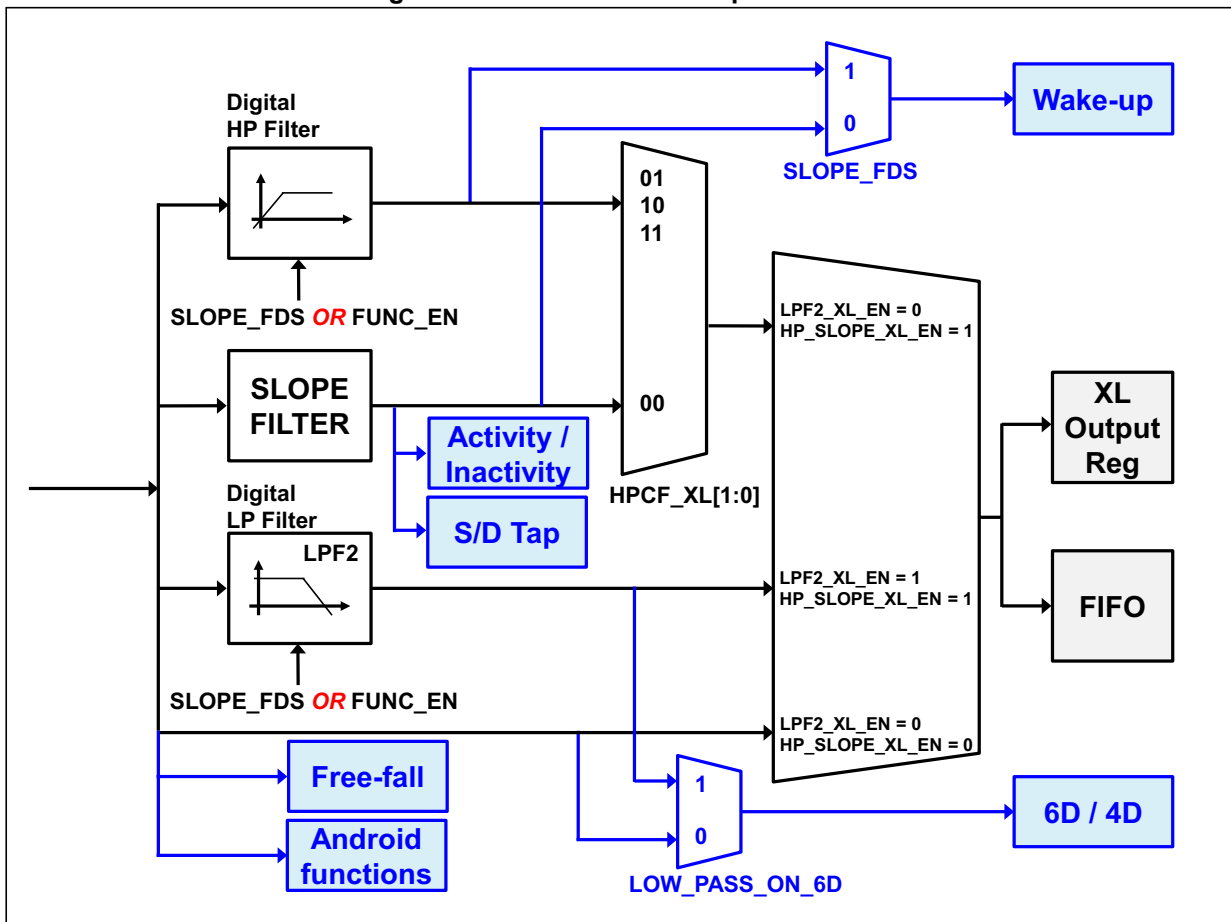 Digital
HP Filter
SLOPE_FDS OR FUNC_EN
SLOPE
FILTER
Activity /
Inactivity
S/D Tap
Digital
LP Filter
LPF2
SLOPE_FDS OR FUNC_EN
Free-fall
Android
functions
1
0
SLOPE_FDS
Wake-up
01
10
11
00
HPCF_XL[1:0]
LPF2_XL_EN = 0
HP_SLOPE_XL_EN = 1
LPF2_XL_EN = 1
HP_SLOPE_XL_EN = 1
LPF2_XL_EN = 0
HP_SLOPE_XL_EN = 0
XL
Output
Reg
FIFO
1
0
LOW_PASS_ON_6D
6D / 4D